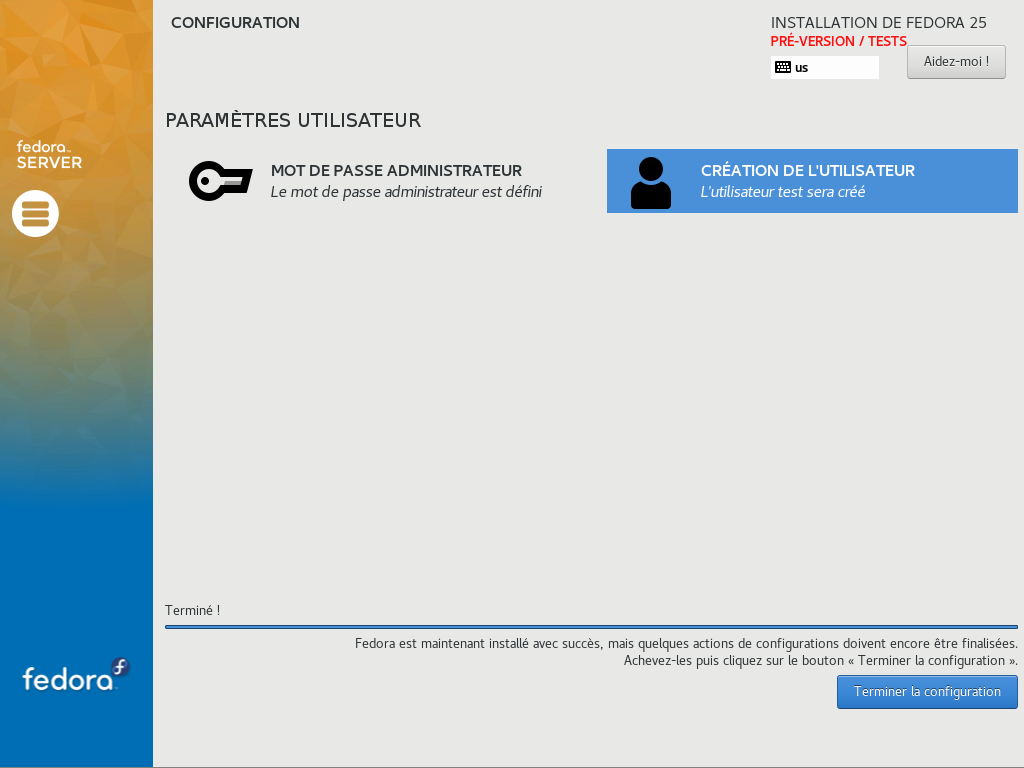 CONFIGURATION
INSTALLATION DE FEDORA 25
PRÉ-VERSION / TESTS
us
Aidez-moi !
fedora™
SERVER
PARAMÈTRES UTILISATEUR
MOT DE PASSE ADMINISTRATEUR
Le mot de passe administrateur est défini
CRÉATION DE L'UTILISATEUR
L'utilisateur test sera créé
Terminé !
Fedora est maintenant installé avec succès, mais quelques actions de configurations doivent encore être finalisées.
Achevez-les puis cliquez sur le bouton « Terminer la configuration ».
Terminer la configuration
fedora™